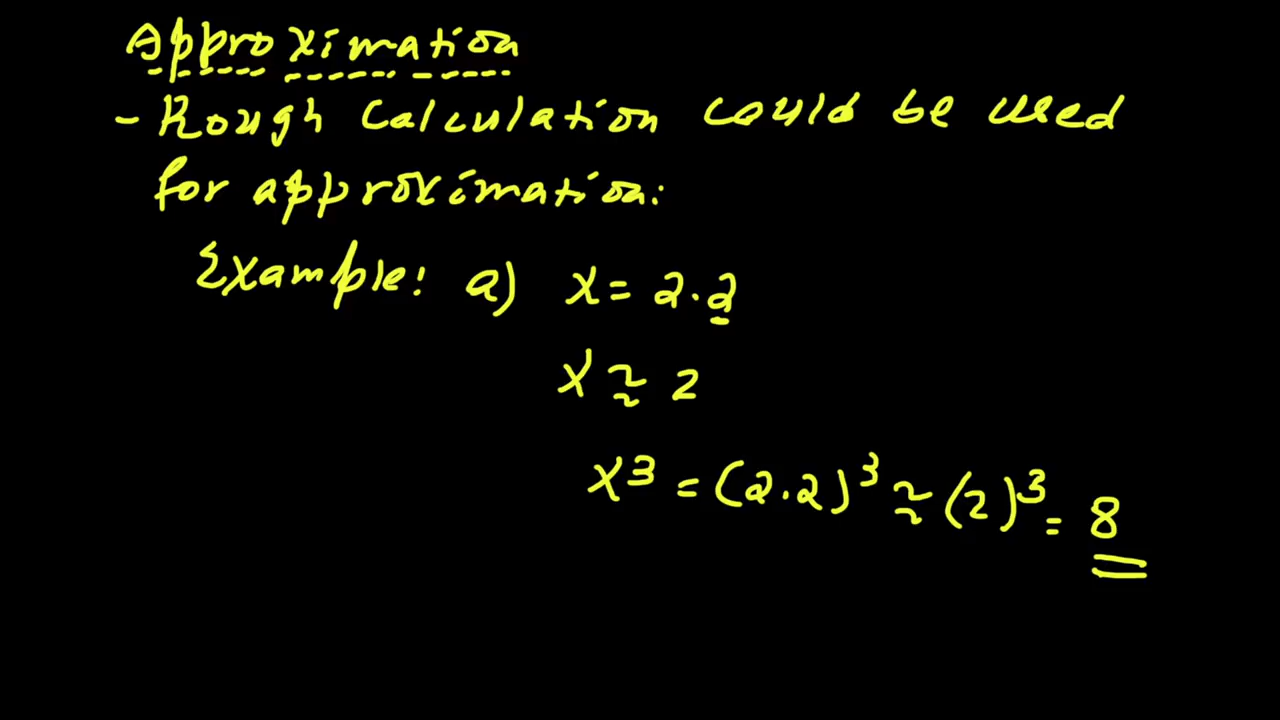 Approximation
- Rough Calculation could be used
for approximation:
Example: a) x = 2.2
x ≈ 2
x³ = (2.2)³ ≈ (2)³ = 8